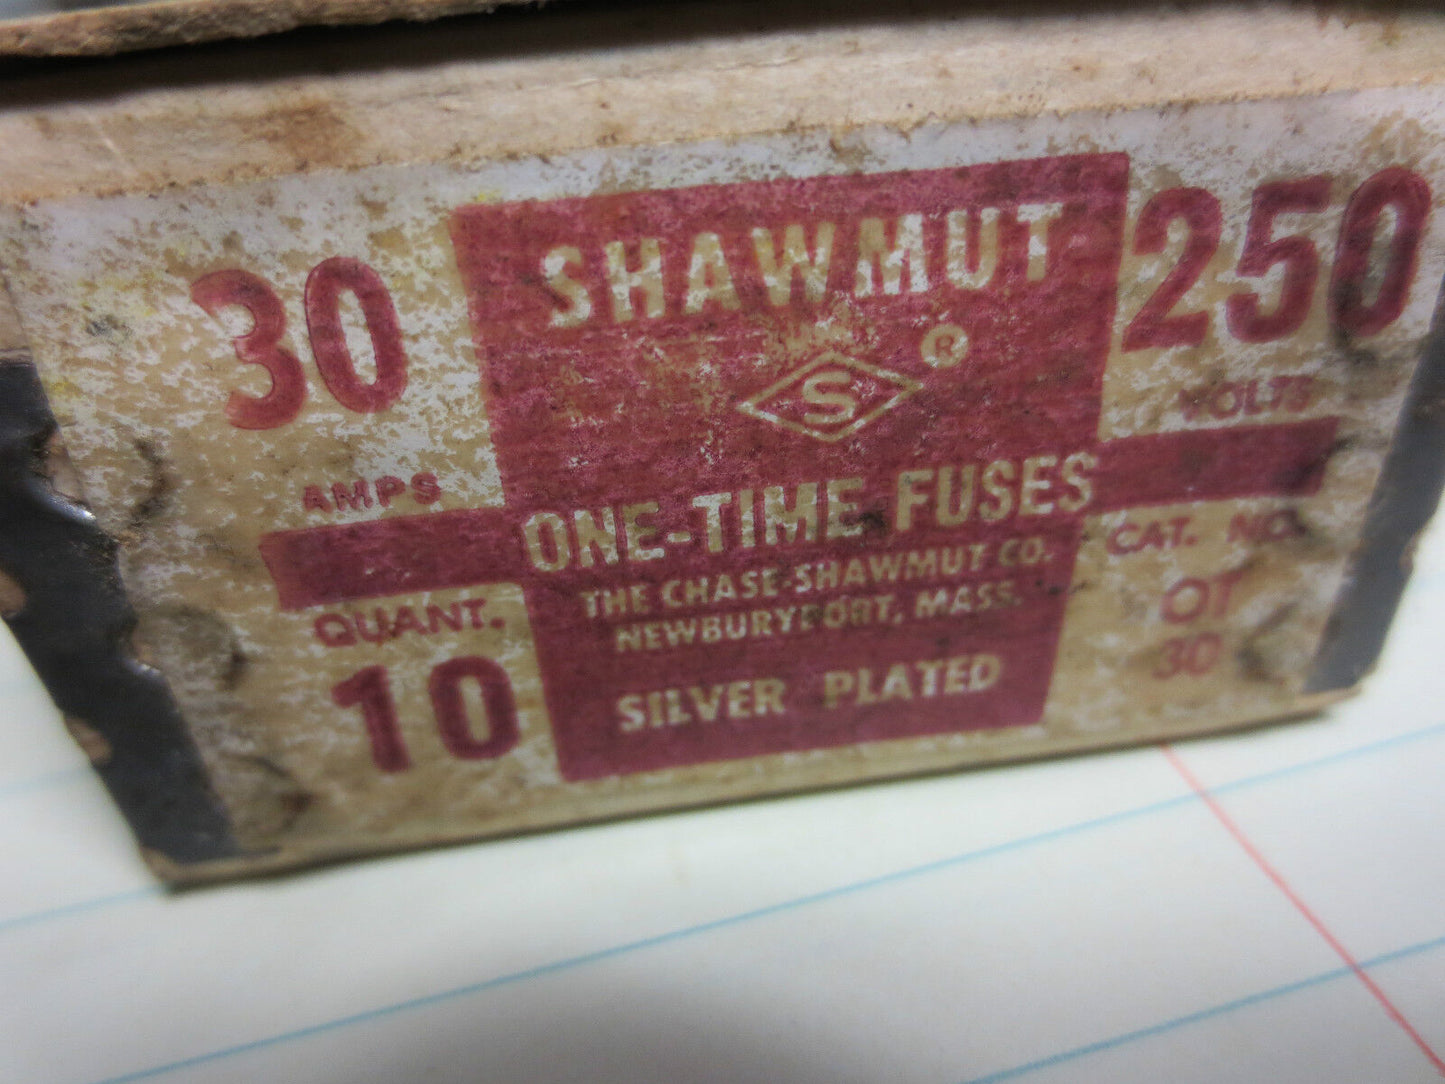 SHAWMUT
S
®
ONE-TIME FUSES
THE CHASE-SHAWMUT CO.
NEWBURYPORT, MASS.
SILVER PLATED
30
AMPS
QUANT.
10
250
VOLTS
CAT. NO.
OT
30